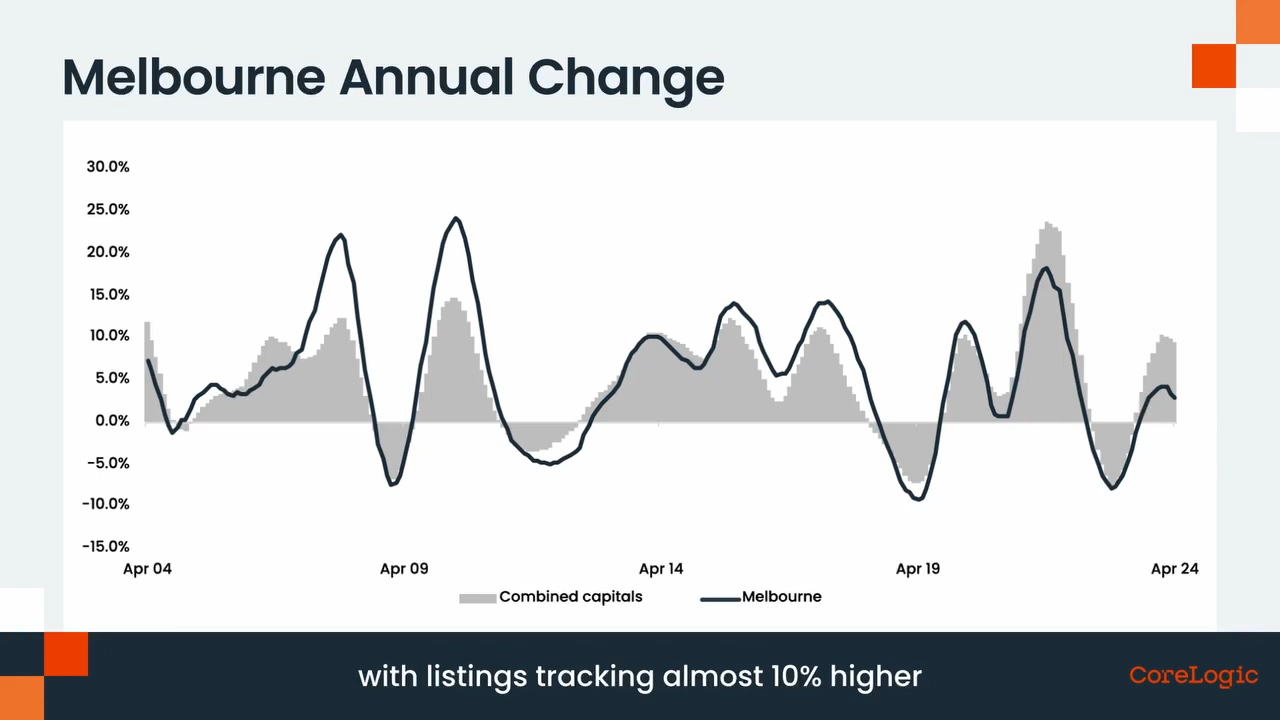 Melbourne Annual Change
30.0%
25.0%
20.0%
15.0%
10.0%
5.0%
0.0%
-5.0%
-10.0%
-15.0%
Apr 04 Apr 09 Apr 14 Apr 19 Apr 24
Combined capitals Melbourne
with listings tracking almost 10% higher
CoreLogic